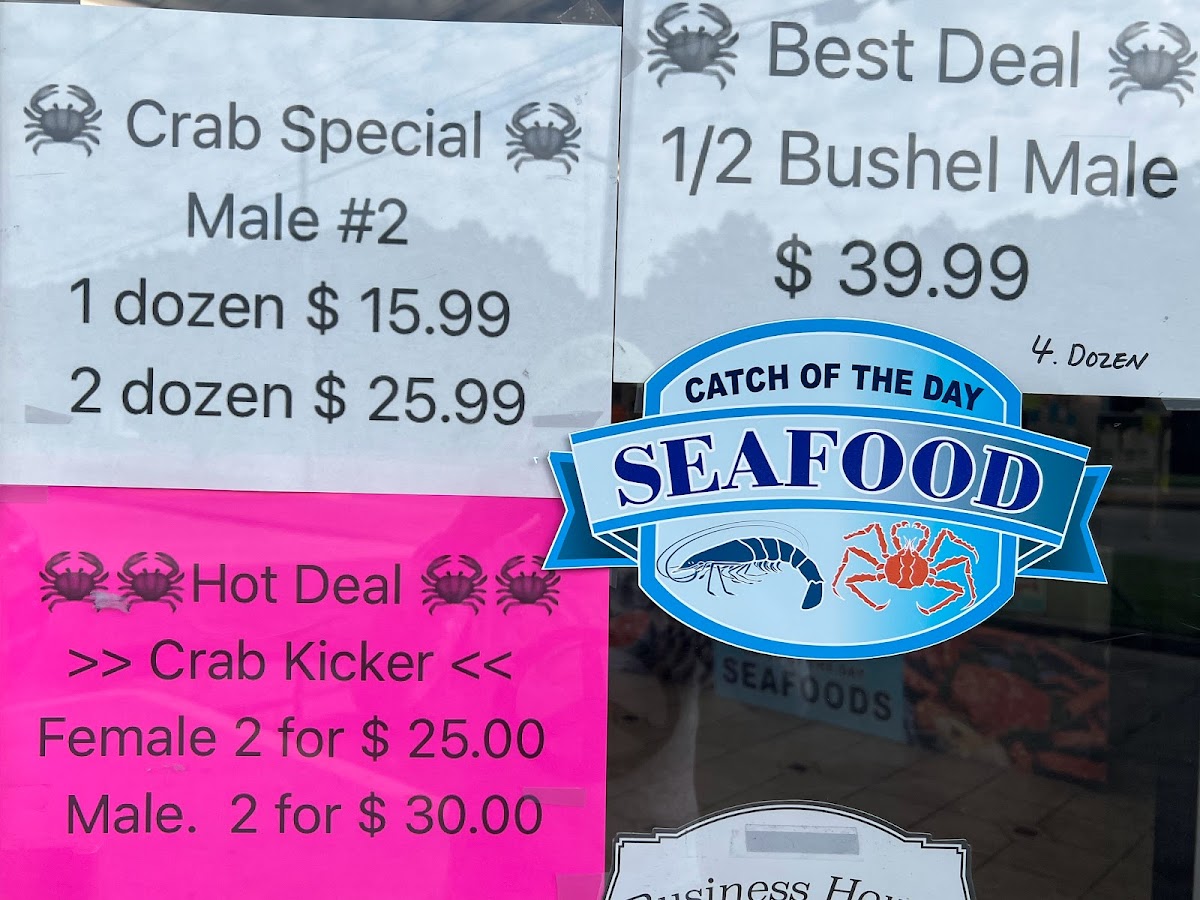 Crab Special
Male #2
1 dozen $ 15.99
2 dozen $ 25.99
Best Deal
1/2 Bushel Male
$ 39.99
4. DOZEN
CATCH OF THE DAY
SEAFOOD
Hot Deal
>> Crab Kicker <<
Female 2 for $ 25.00
Male.  2 for $ 30.00
SEAFOODS
Business